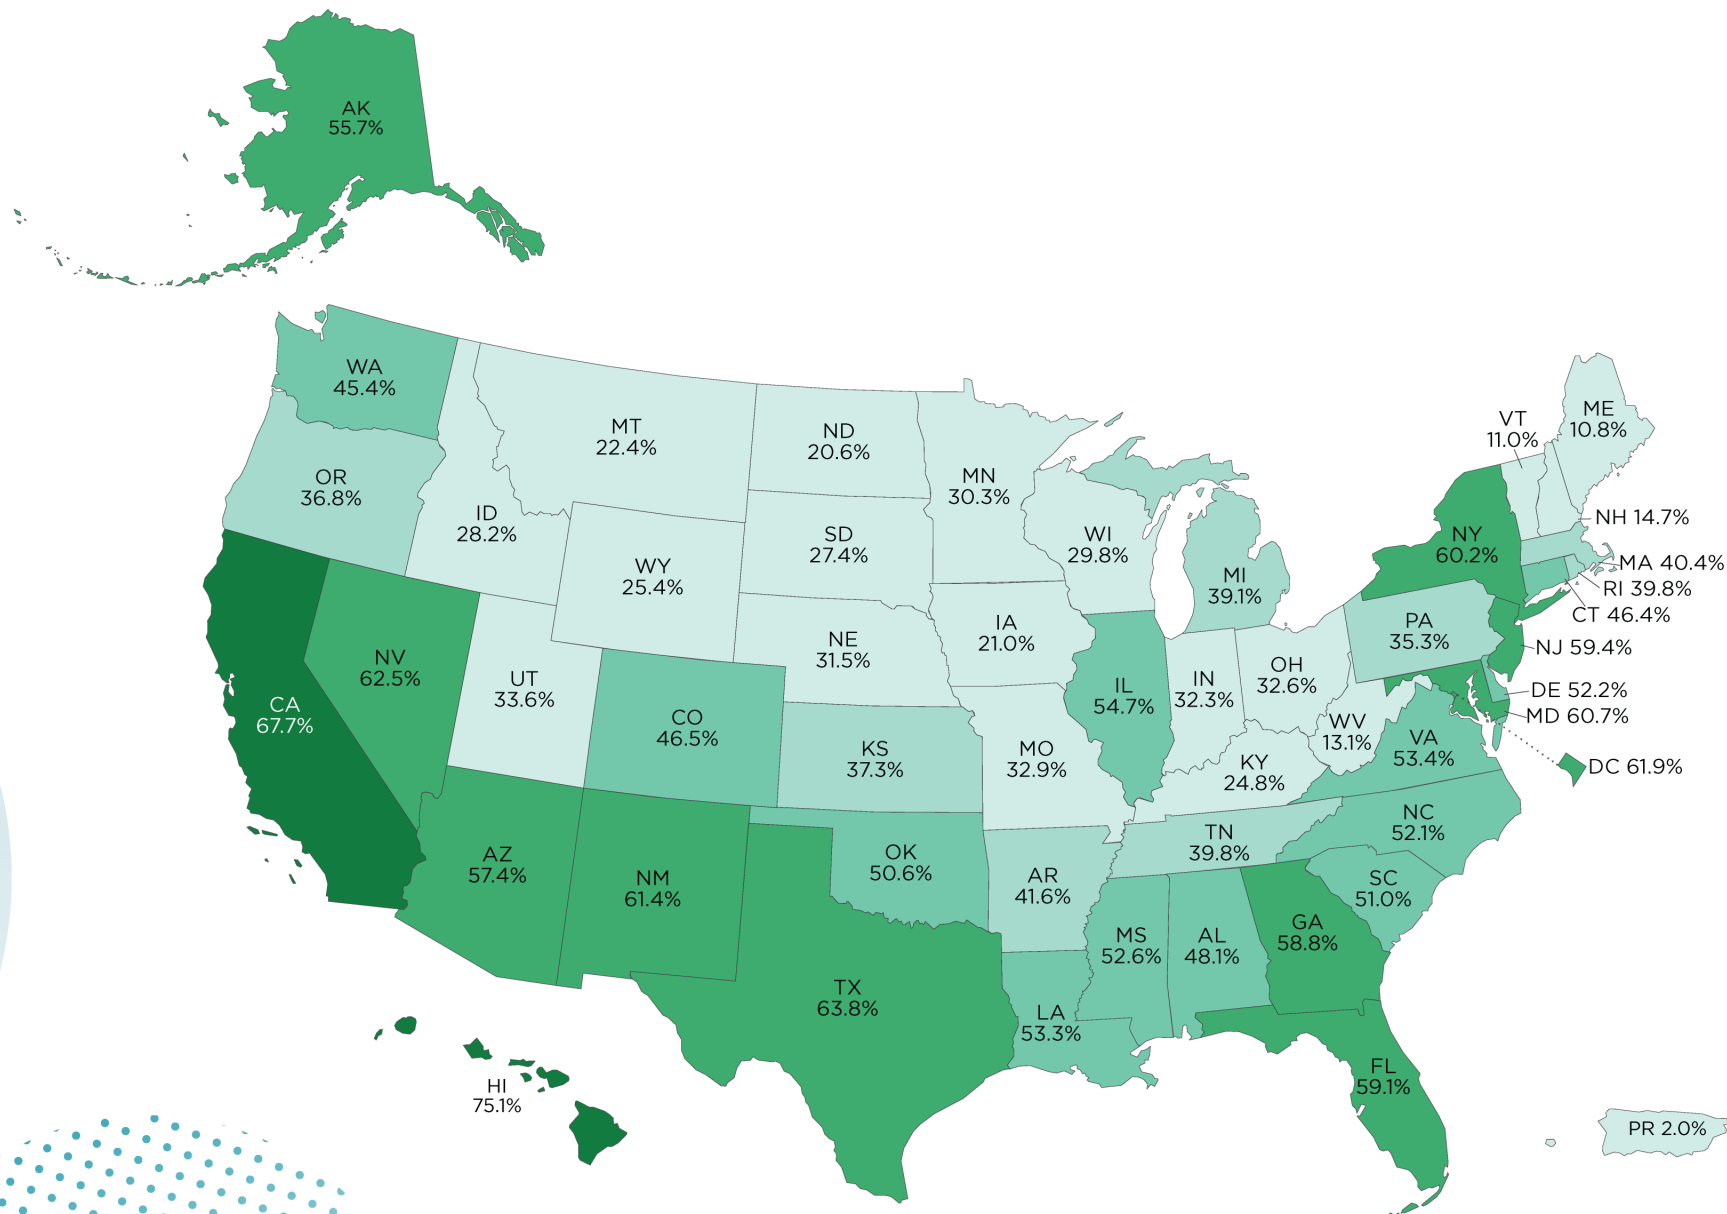 AK
55.7%
WA
45.4%
MT
22.4%
ND
20.6%
VT
11.0%
ME
10.8%
OR
36.8%
ID
28.2%
MN
30.3%
WI
29.8%
NY
60.2%
NH 14.7%
SD
27.4%
WY
25.4%
MI
39.1%
MA 40.4%
RI 39.8%
CT 46.4%
IA
21.0%
PA
35.3%
NE
31.5%
NJ 59.4%
NV
62.5%
UT
33.6%
IL
54.7%
IN
32.3%
OH
32.6%
DE 52.2%
CA
67.7%
CO
46.5%
MD 60.7%
WV
13.1%
VA
53.4%
KS
37.3%
MO
32.9%
KY
24.8%
DC 61.9%
NC
52.1%
TN
39.8%
AZ
57.4%
OK
50.6%
NM
61.4%
AR
41.6%
SC
51.0%
GA
58.8%
MS
52.6%
AL
48.1%
TX
63.8%
LA
53.3%
FL
59.1%
HI
75.1%
PR 2.0%